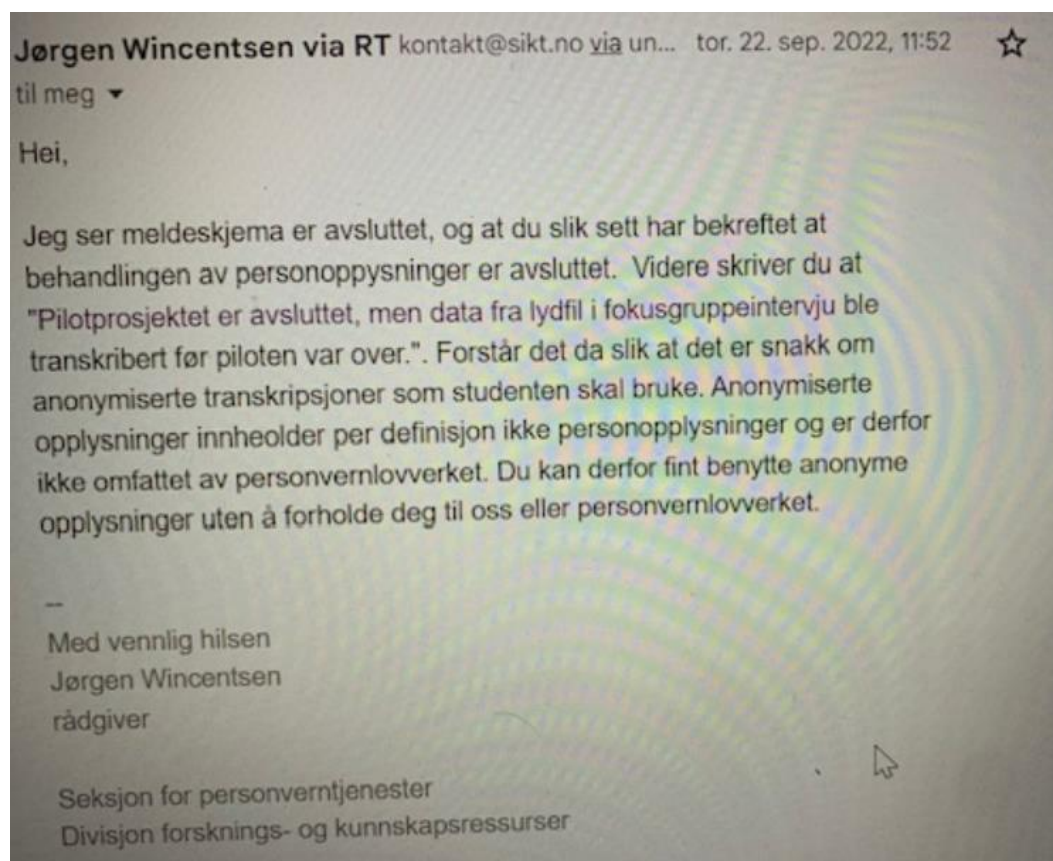 Jørgen Wincentsen via RT kontakt@sikt.no via un... tor. 22. sep. 2022, 11:52
til meg
Hei,
Jeg ser meldeskjema er avsluttet, og at du slik sett har bekreftet at
behandlingen av personoppysninger er avsluttet. Videre skriver du at
"Pilotprosjektet er avsluttet, men data fra lydfil i fokusgruppeintervju ble
transkribert før piloten var over.". Forstår det da slik at det er snakk om
anonymiserte transkripsjoner som studenten skal bruke. Anonymiserte
opplysninger innheolder per definisjon ikke personopplysninger og er derfor
ikke omfattet av personvernlovverket. Du kan derfor fint benytte anonyme
opplysninger uten å forholde deg til oss eller personvernlovverket.
--
Med vennlig hilsen
Jørgen Wincentsen
rådgiver
Seksjon for personverntjenester
Divisjon forsknings- og kunnskapsressurser